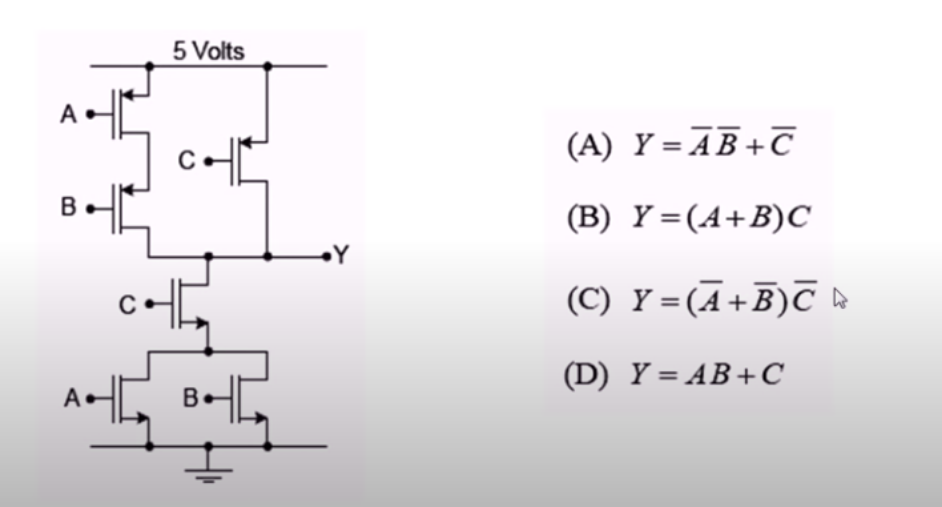 5 Volts
A
C
B
Y
C
A
B
(A) Y = A̅ B̅ + C̅
(B) Y = (A + B) C
(C) Y = (A̅ + B̅) C̅
(D) Y = AB + C